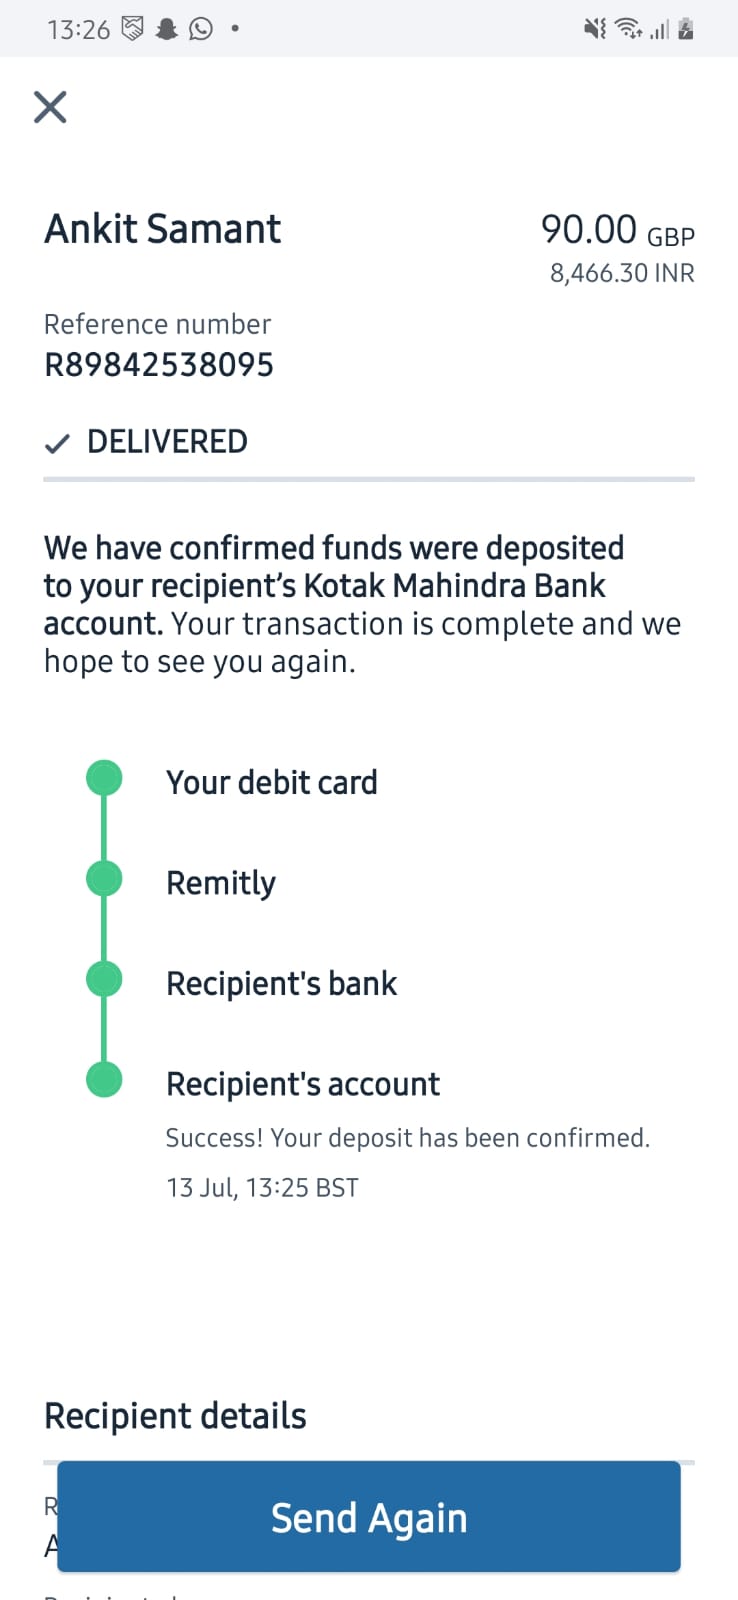 13:26
Ankit Samant
90.00 GBP
8,466.30 INR
Reference number
R89842538095
DELIVERED
We have confirmed funds were deposited
to your recipient's Kotak Mahindra Bank
account. Your transaction is complete and we
hope to see you again.
Your debit card
Remitly
Recipient's bank
Recipient's account
Success! Your deposit has been confirmed.
13 Jul, 13:25 BST
Recipient details
R
A
Send Again